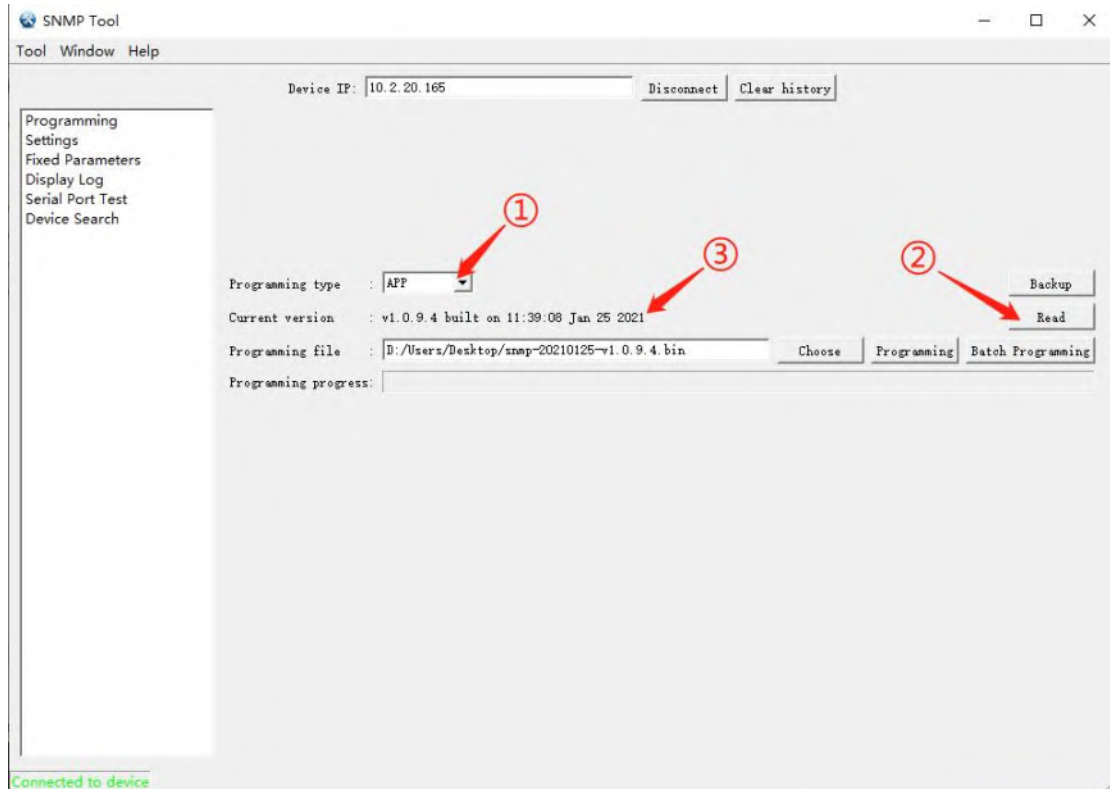 SNMP Tool
Tool Window Help
Device IP: 10.2.20.165 Disconnect Clear history
Programming
Settings
Fixed Parameters
Display Log
Serial Port Test
Device Search
①
③
②
Programming type : APP Backup
Current version : v1.0.9.4 built on 11:39:08 Jan 25 2021 Read
Programming file : D:/Users/Desktop/snmp-20210125-v1.0.9.4.bin Choose Programming Batch Programming
Programming progress:
Connected to device